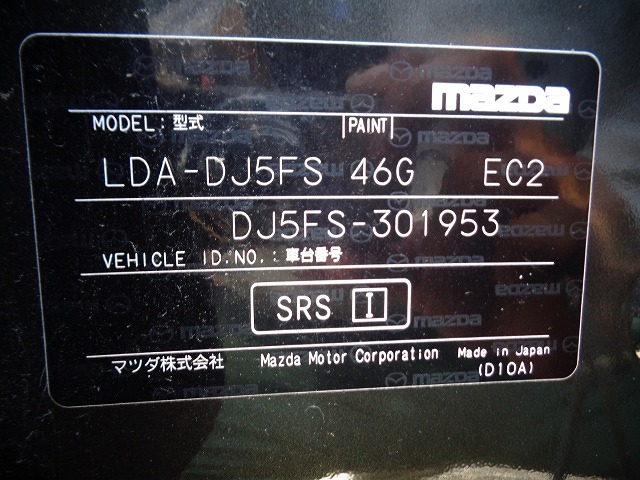 mazda
MODEL: 型式 |PAINT|
LDA-DJ5FS 46G EC2
DJ5FS-301953
VEHICLE ID.NO.: 車台番号
SRS I
マツダ株式会社 Mazda Motor Corporation Made in Japan
(D10A)